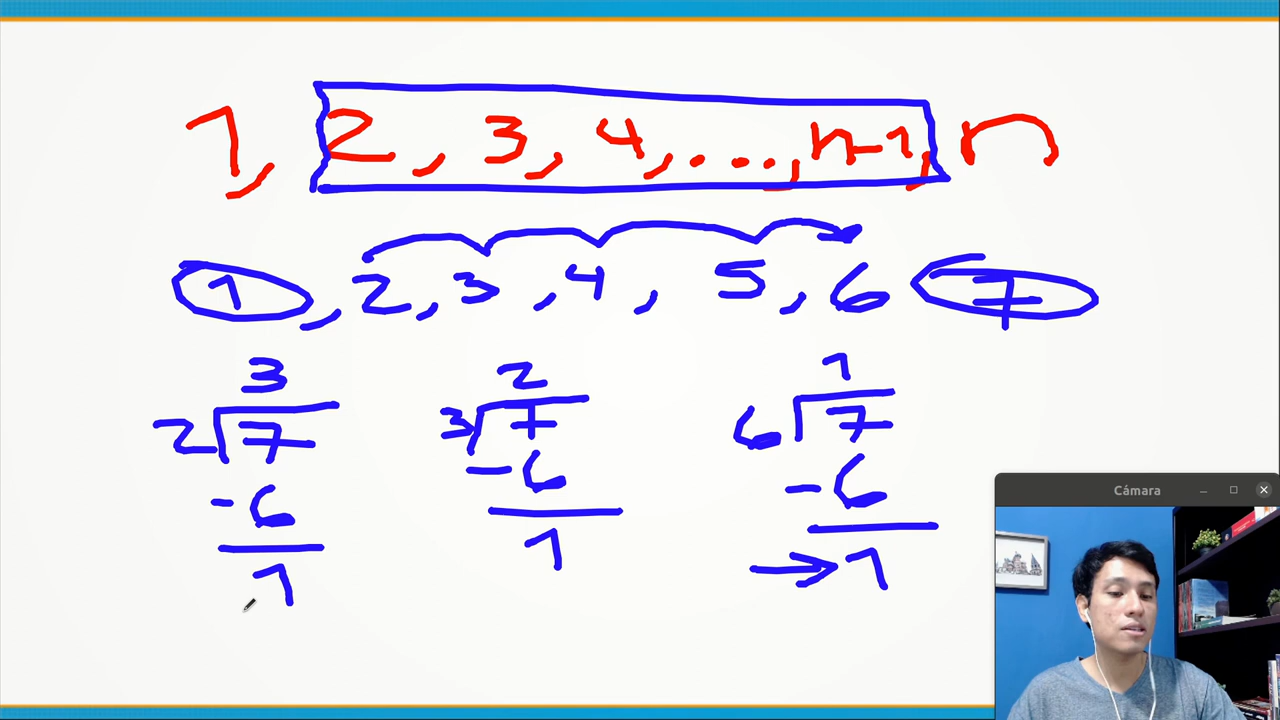 1, 2, 3, 4, ..., n-1, n
1, 2, 3, 4, 5, 6 7
3 2 1
2 7 3 7 6 7
-6 -6 -6
1 1 →1
Cámara